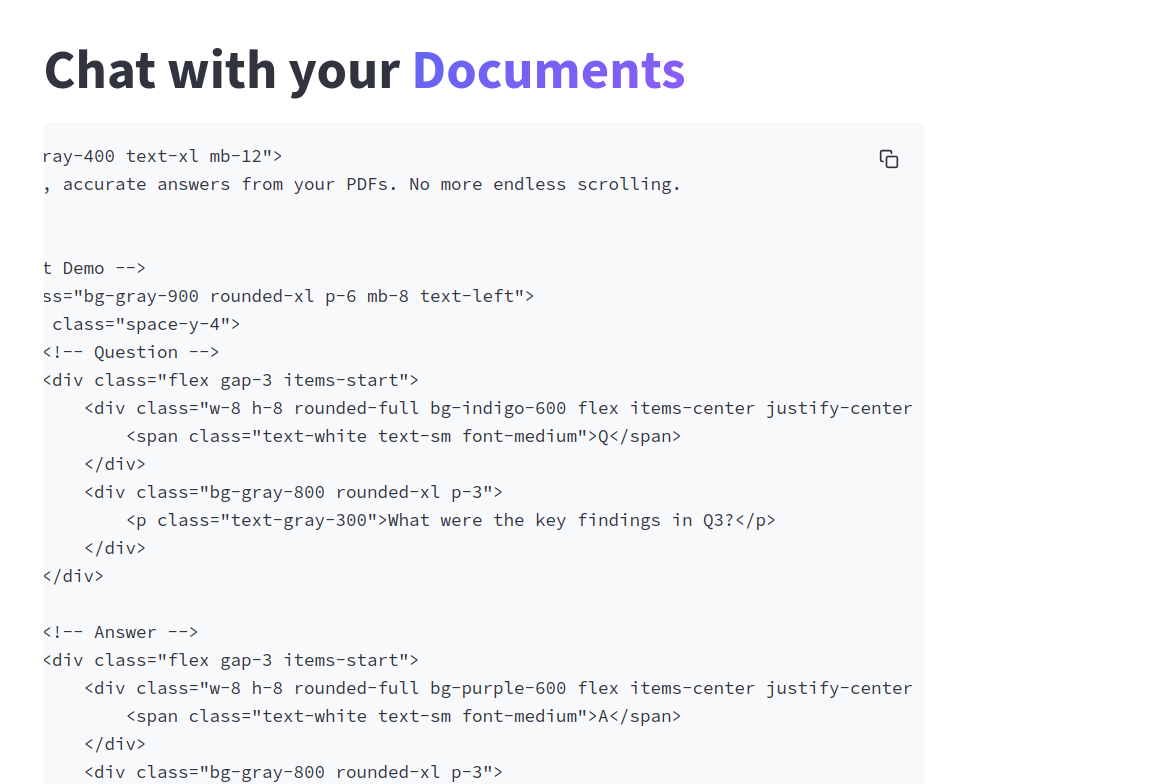 Chat with your Documents
ray-400 text-xl mb-12">
, accurate answers from your PDFs. No more endless scrolling.
t Demo -->
ss="bg-gray-900 rounded-xl p-6 mb-8 text-left">
class="space-y-4">
<!-- Question -->
<div class="flex gap-3 items-start">
<div class="w-8 h-8 rounded-full bg-indigo-600 flex items-center justify-center
<span class="text-white text-sm font-medium">Q</span>
</div>
<div class="bg-gray-800 rounded-xl p-3">
<p class="text-gray-300">What were the key findings in Q3?</p>
</div>
</div>
<!-- Answer -->
<div class="flex gap-3 items-start">
<div class="w-8 h-8 rounded-full bg-purple-600 flex items-center justify-center
<span class="text-white text-sm font-medium">A</span>
</div>
<div class="bg-gray-800 rounded-xl p-3">